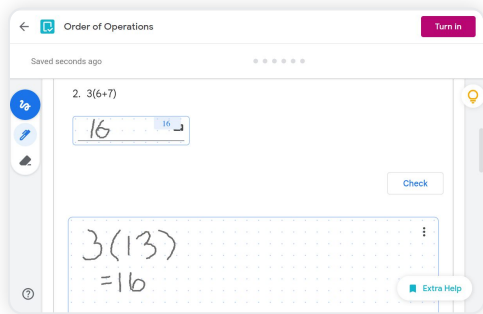 Order of Operations
Turn in
Saved seconds ago
2. 3(6+7)
16 16
Check
3(13)
=16
Extra Help